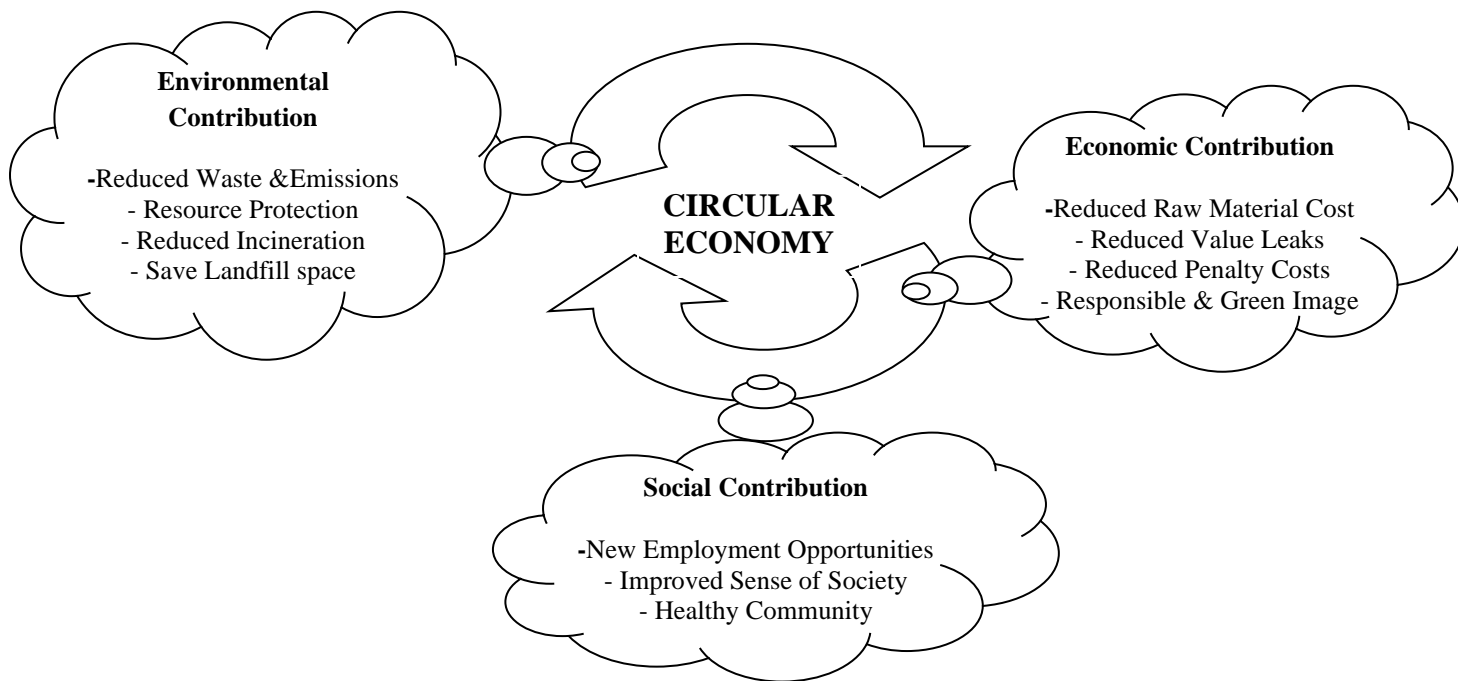 Environmental
Contribution
-Reduced Waste &Emissions
- Resource Protection
- Reduced Incineration
- Save Landfill space
CIRCULAR
ECONOMY
Economic Contribution
-Reduced Raw Material Cost
- Reduced Value Leaks
- Reduced Penalty Costs
- Responsible & Green Image
Social Contribution
-New Employment Opportunities
- Improved Sense of Society
- Healthy Community